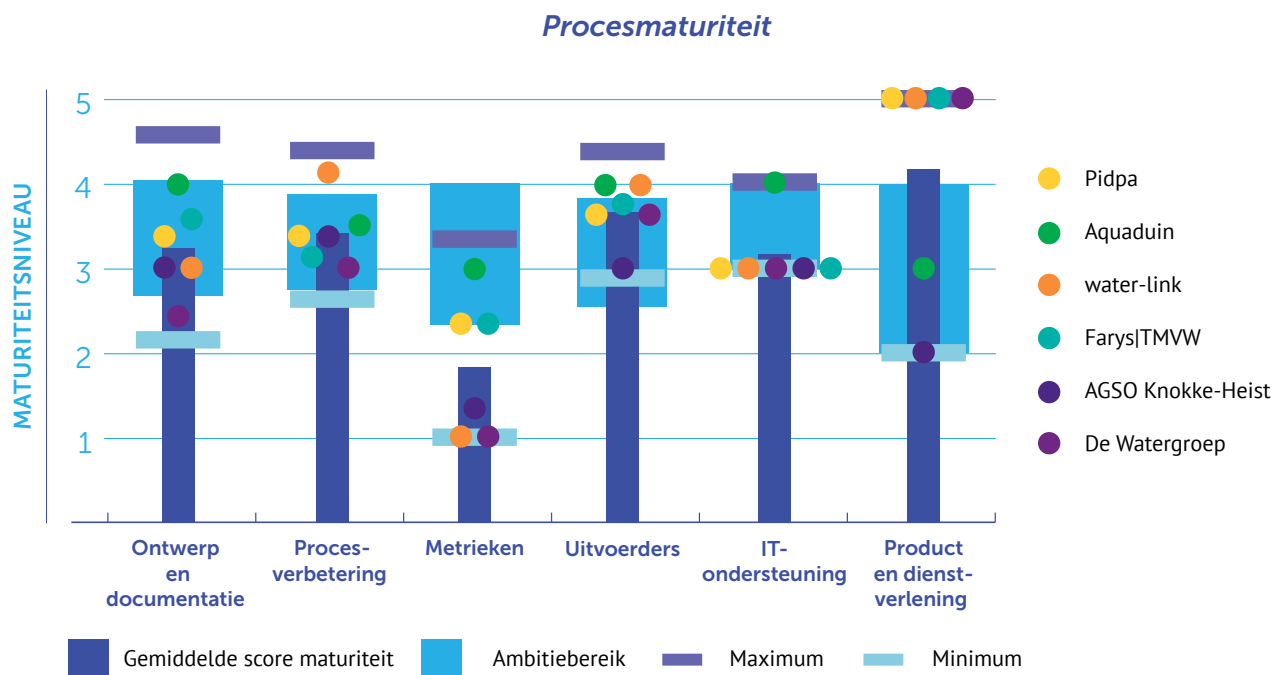 Procesmaturiteit
MATURITEITSNIVEAU
5
4
3
2
1
Pidpa
Aquaduin
water-link
Farys|TMVW
AGSO Knokke-Heist
De Watergroep
Ontwerp
en
documentatie
Proces-
verbetering
Metrieken
Uitvoerders
IT-
ondersteuning
Product
en dienst-
verlening
Gemiddelde score maturiteit
Ambitiebereik
Maximum
Minimum